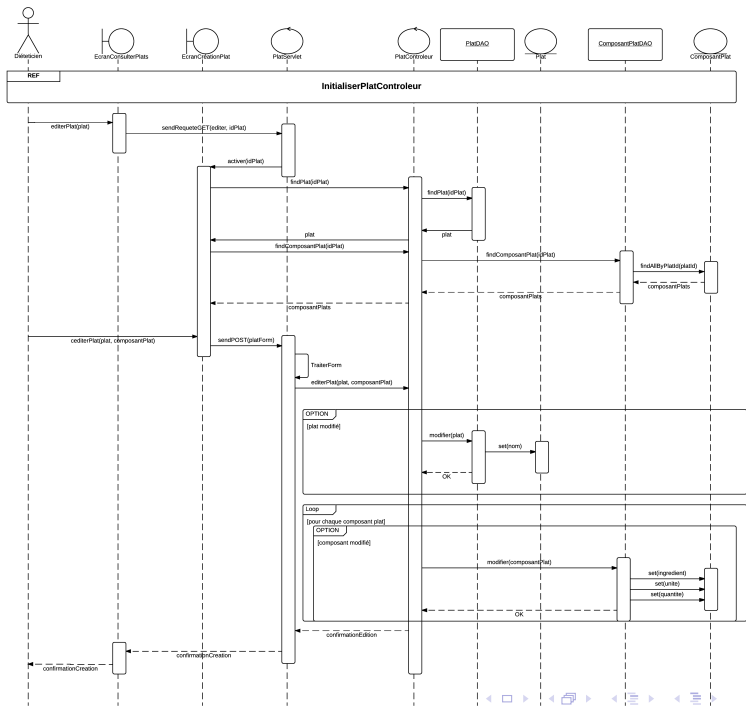 Diététicien
EcranConsulterPlats
EcranCréationPlat
PlatServlet
PlatControleur
PlatDAO
Plat
ComposantPlatDAO
ComposantPlat
REF
InitialiserPlatControleur
editerPlat(plat)
sendRequeteGET(editer, idPlat)
activer(idPlat)
findPlat(idPlat)
findPlat(idPlat)
plat
plat
findComposantPlat(idPlat)
findComposantPlat(idPlat)
findAllByPlatId(platId)
composantPlats
composantPlats
composantPlats
cediterPlat(plat, composantPlat)
sendPOST(platForm)
TraiterForm
editerPlat(plat, composantPlat)
OPTION
[plat modifié]
modifier(plat)
set(nom)
OK
Loop
[pour chaque composant plat]
OPTION
[composant modifié]
modifier(composantPlat)
set(ingredient)
set(unite)
set(quantite)
OK
confirmationEdition
confirmationCreation
confirmationCreation